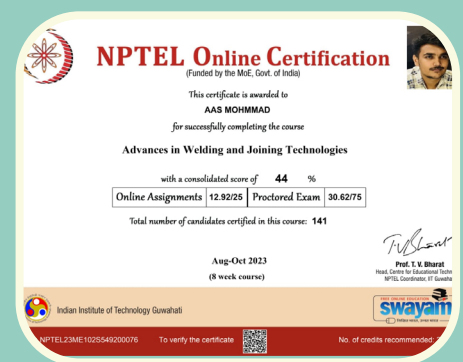 NPTEL Online Certification
(Funded by the MoE, Govt. of India)
This certificate is awarded to
AAS MOHMMAD
for successfully completing the course
Advances in Welding and Joining Technologies
with a consolidated score of 44 %
Online Assignments 12.92/25 Proctored Exam 30.62/75
Total number of candidates certified in this course: 141
Aug-Oct 2023
(8 week course)
Prof. T. V. Bharat
Head, Centre for Educational
NPTEL Coordinator, IIT
Indian Institute of Technology Guwahati
FREE ONLINE EDUCATION
swayam
NPTEL23ME102S549200076 To verify the certificate No. of credits recommended: